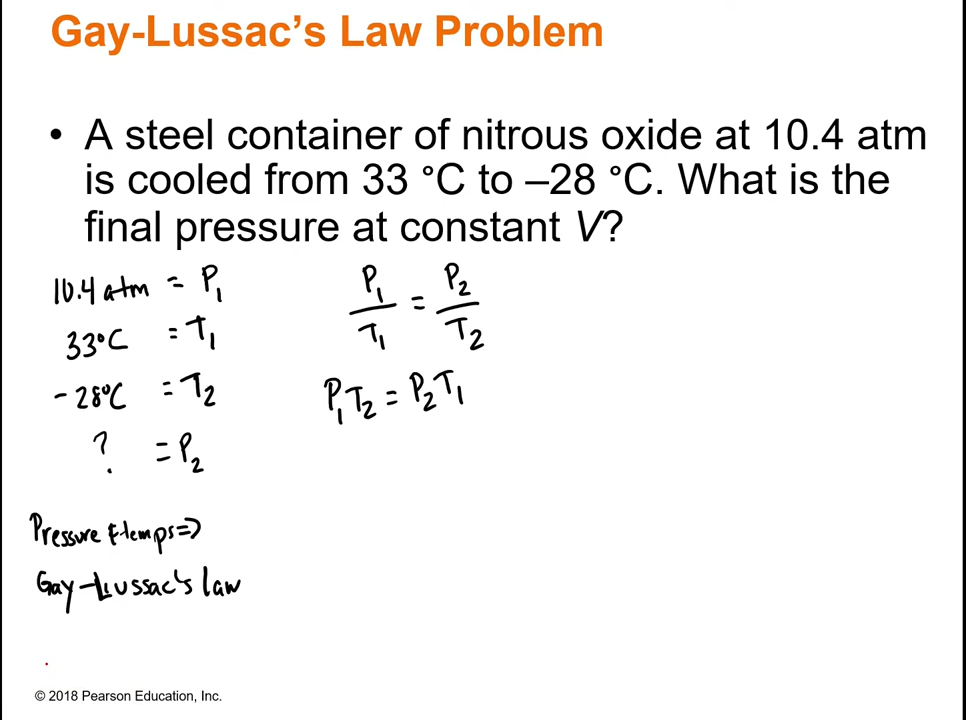 Gay-Lussac's Law Problem
• A steel container of nitrous oxide at 10.4 atm
is cooled from 33 °C to –28 °C. What is the
final pressure at constant V?
10.4 atm = P₁
33°C = T₁
-28°C = T₂
? = P₂
Pressure & temps ⇒
Gay-Lussac's law
P₁/T₁ = P₂/T₂
P₁T₂ = P₂T₁
© 2018 Pearson Education, Inc.